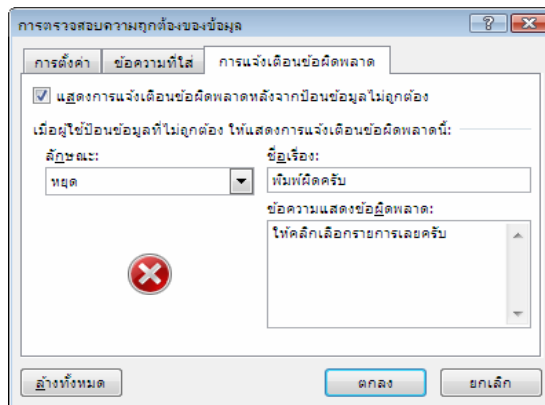 การตรวจสอบความถูกต้องของข้อมูล
การตั้งค่า ข้อความที่ใส่ การแจ้งเตือนข้อผิดพลาด
แสดงการแจ้งเตือนข้อผิดพลาดหลังจากป้อนข้อมูลไม่ถูกต้อง
เมื่อผู้ใช้ป้อนข้อมูลที่ไม่ถูกต้อง ให้แสดงการแจ้งเตือนข้อผิดพลาดนี้:
ลักษณะ: ชื่อเรื่อง:
หยุด พิมพ์ผิดครับ
ข้อความแสดงข้อผิดพลาด:
ให้คลิกเลือกรายการเลยครับ
ล้างทั้งหมด ตกลง ยกเลิก